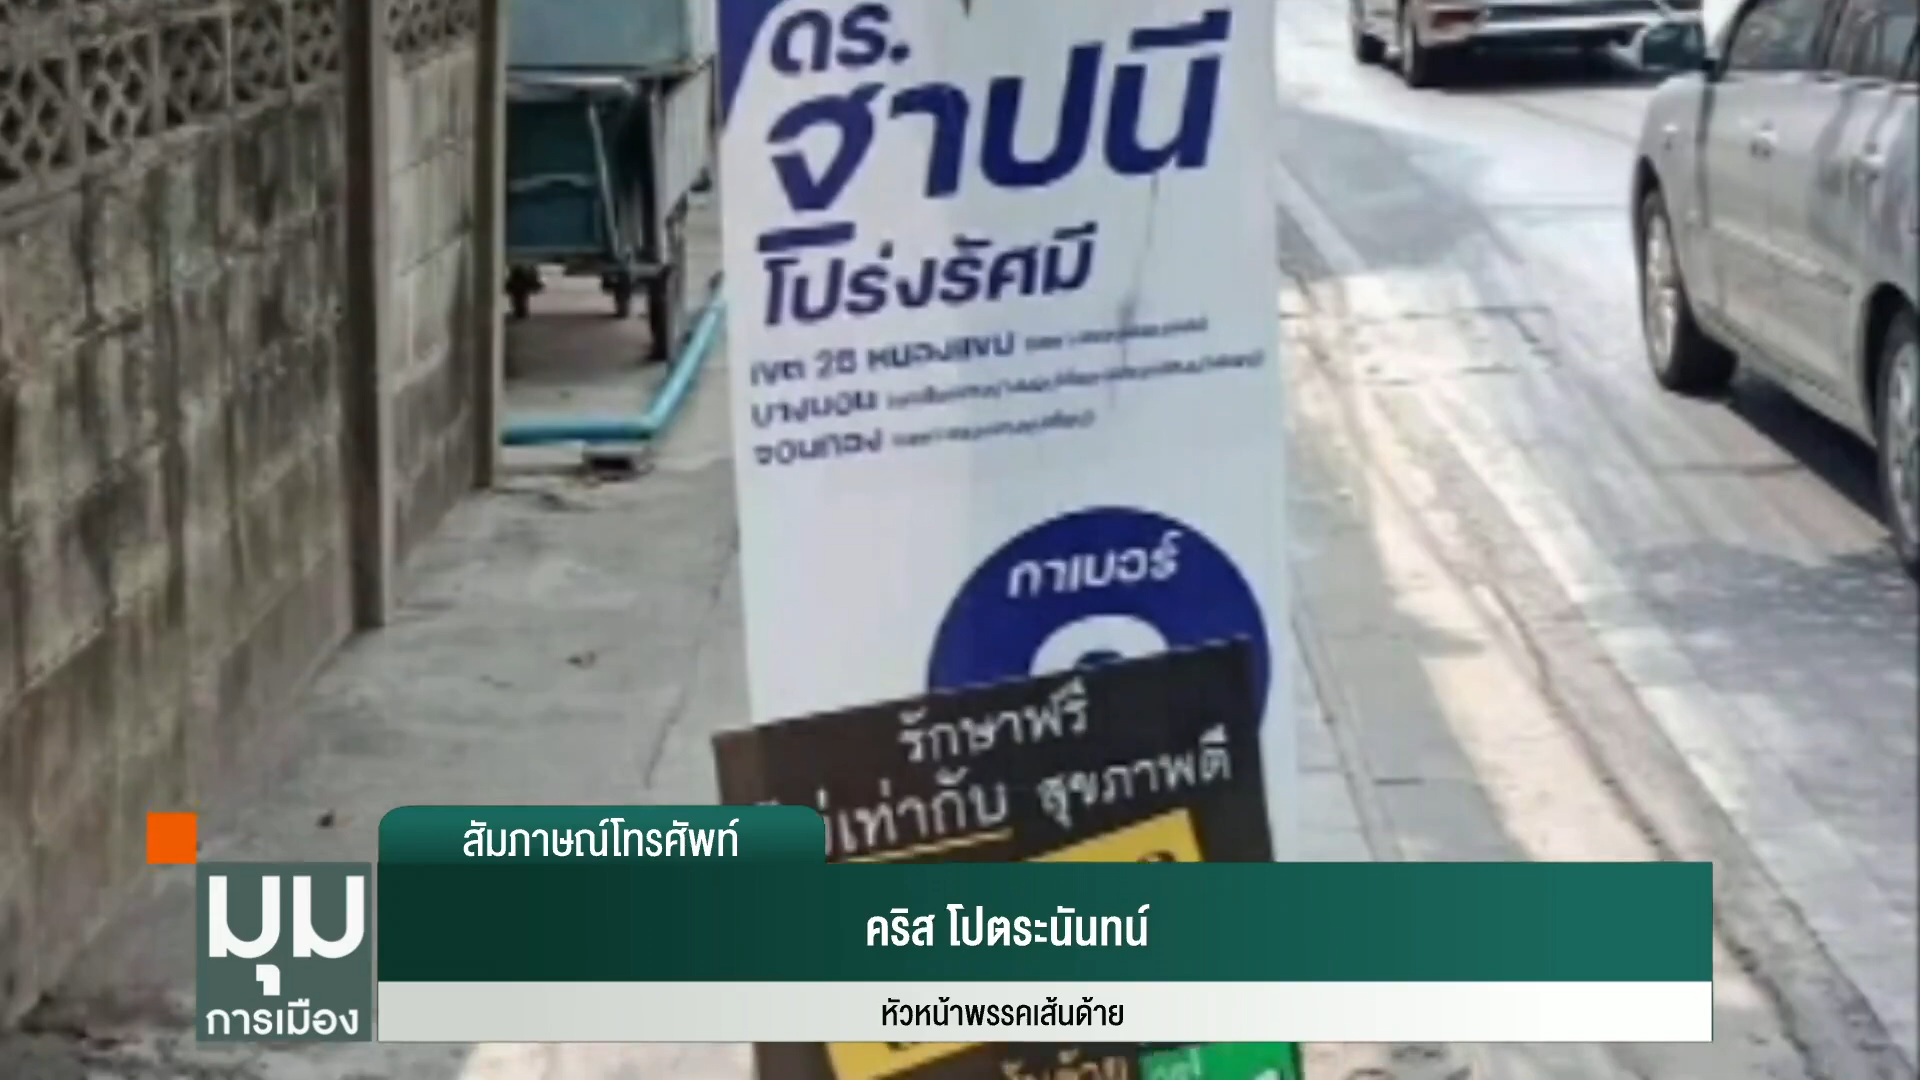 ดร.
ฐาปนี
โปร่งรัศมี
เขต 28 หนองแขม
บางบอน
จอมทอง
กาเบอร์
รักษาฟรี
ไม่เท่ากับ สุขภาพดี
สัมภาษณ์โทรศัพท์
คริส โปตระนันทน์
หัวหน้าพรรคเส้นด้าย
มุม
การเมือง